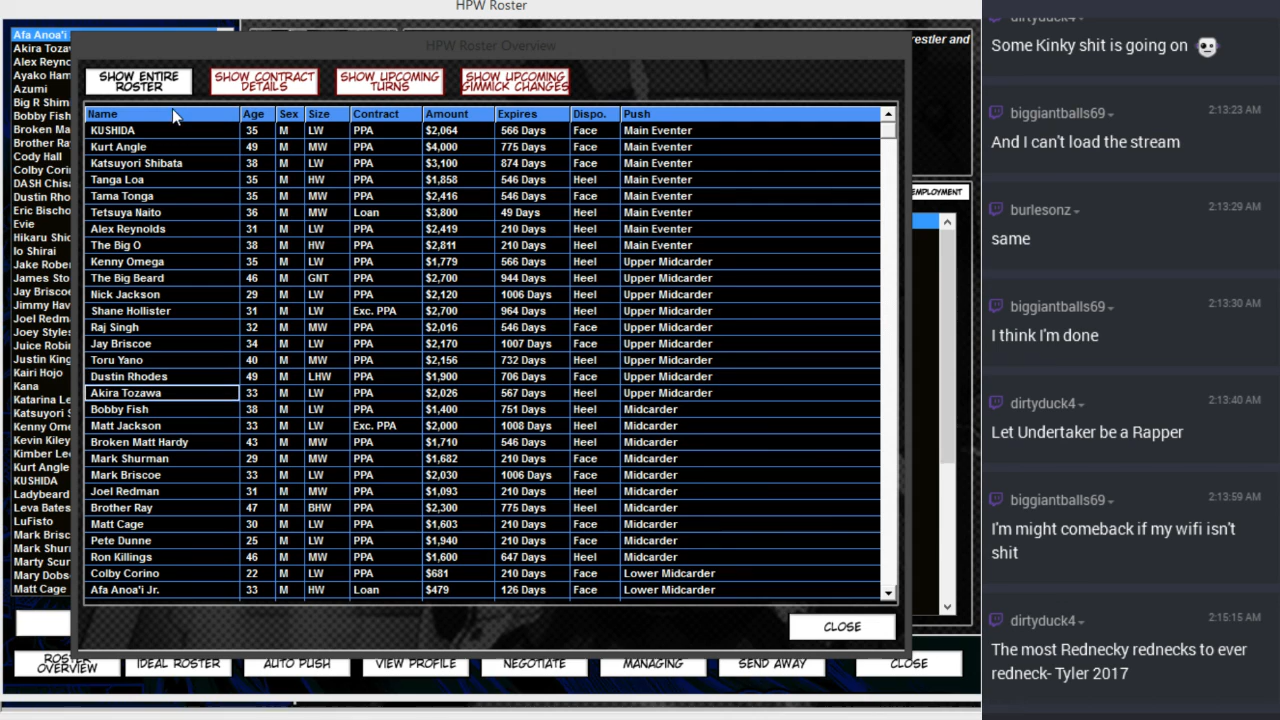 HPW Roster
Afa Anoa'i
Akira Toza
Alex Reyno
Ayako Ham
Azumi
Big R Shim
Bobby Fish
Broken Ma
Brother Ra
Cody Hall
Colby Cori
DASH Chis
Dustin Rho
Eric Bischo
Evie
Hikaru Shid
Io Shirai
Jake Rober
James Sto
Jay Briscoe
Jimmy Hav
Joel Redm
Joey Styles
Juice Robi
Justin King
Kairi Hojo
Kana
Katarina Le
Katsuyori S
Kenny Ome
Kevin Kiley
Kimber Le
Kurt Angle
KUSHIDA
Ladybeard
Leva Bates
LuFisto
Mark Brisc
Mark Shur
Marty Scur
Mary Dobs
Matt Cage
HPW Roster Overview
restler and
EMPLOYMENT
SHOW ENTIRE ROSTER
SHOW CONTRACT DETAILS
SHOW UPCOMING TURNS
SHOW UPCOMING GIMMICK CHANGES
Name Age Sex Size Contract Amount Expires Dispo. Push
KUSHIDA 35 M LW PPA $2,064 566 Days Face Main Eventer
Kurt Angle 49 M MW PPA $4,000 775 Days Face Main Eventer
Katsuyori Shibata 38 M LW PPA $3,100 874 Days Face Main Eventer
Tanga Loa 35 M HW PPA $1,858 546 Days Heel Main Eventer
Tama Tonga 35 M MW PPA $2,416 546 Days Face Main Eventer
Tetsuya Naito 36 M MW Loan $3,800 49 Days Heel Main Eventer
Alex Reynolds 31 M LW PPA $2,419 210 Days Heel Main Eventer
The Big O 38 M HW PPA $2,811 210 Days Heel Main Eventer
Kenny Omega 35 M LW PPA $1,779 566 Days Heel Upper Midcarder
The Big Beard 46 M GNT PPA $2,700 944 Days Heel Upper Midcarder
Nick Jackson 29 M LW PPA $2,120 1006 Days Heel Upper Midcarder
Shane Hollister 31 M LW Exc. PPA $2,700 964 Days Heel Upper Midcarder
Raj Singh 32 M MW PPA $2,016 546 Days Face Upper Midcarder
Jay Briscoe 34 M LW PPA $2,170 1007 Days Face Upper Midcarder
Toru Yano 40 M MW PPA $2,156 732 Days Heel Upper Midcarder
Dustin Rhodes 49 M LHW PPA $1,900 706 Days Face Upper Midcarder
Akira Tozawa 33 M LW PPA $2,026 567 Days Heel Upper Midcarder
Bobby Fish 38 M LW PPA $1,400 751 Days Heel Midcarder
Matt Jackson 33 M LW Exc. PPA $2,000 1008 Days Heel Midcarder
Broken Matt Hardy 43 M MW PPA $1,710 546 Days Heel Midcarder
Mark Shurman 29 M MW PPA $1,682 210 Days Face Midcarder
Mark Briscoe 33 M LW PPA $2,030 1006 Days Face Midcarder
Joel Redman 31 M MW PPA $1,093 210 Days Heel Midcarder
Brother Ray 47 M BHW PPA $2,300 775 Days Heel Midcarder
Matt Cage 30 M LW PPA $1,603 210 Days Face Midcarder
Pete Dunne 25 M LW PPA $1,940 210 Days Face Midcarder
Ron Killings 46 M MW PPA $1,600 647 Days Heel Midcarder
Colby Corino 22 M LW PPA $681 210 Days Face Lower Midcarder
Afa Anoa'i Jr. 33 M HW Loan $479 126 Days Face Lower Midcarder
CLOSE
ROSTER OVERVIEW
IDEAL ROSTER
AUTO PUSH
VIEW PROFILE
NEGOTIATE
MANAGING
SEND AWAY
CLOSE
dirtyduck4
Some Kinky shit is going on
biggiantballs69 2:13:23 AM
And I can't load the stream
burlesonz 2:13:29 AM
same
biggiantballs69 2:13:30 AM
I think I'm done
dirtyduck4 2:13:40 AM
Let Undertaker be a Rapper
biggiantballs69 2:13:59 AM
I'm might comeback if my wifi isn't
shit
dirtyduck4 2:15:15 AM
The most Rednecky rednecks to ever
redneck- Tyler 2017